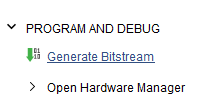 PROGRAM AND DEBUG
Generate Bitstream
Open Hardware Manager